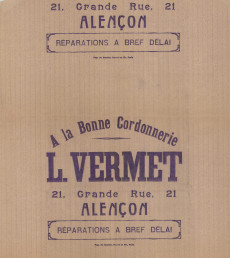 21, Grande Rue, 21
ALENÇON
RÉPARATIONS A BREF DÉLAI
A la Bonne Cordonnerie
L. VERMET
21, Grande Rue, 21
ALENÇON
RÉPARATIONS A BREF DÉLAI